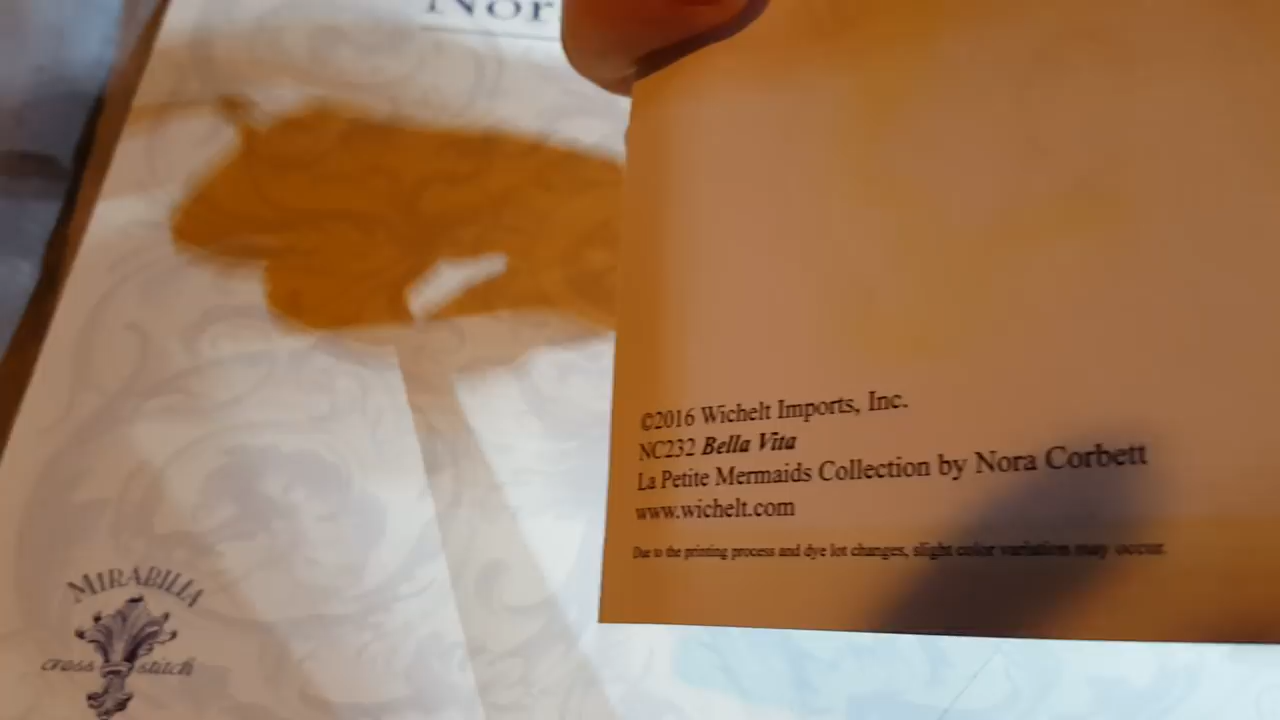 Nor
©2016 Wichelt Imports, Inc.
NC232 Bella Vita
La Petite Mermaids Collection by Nora Corbett
www.wichelt.com
Due to the printing process and dye lot changes, slight color variation may occur.
MIRABILIA
cross stitch